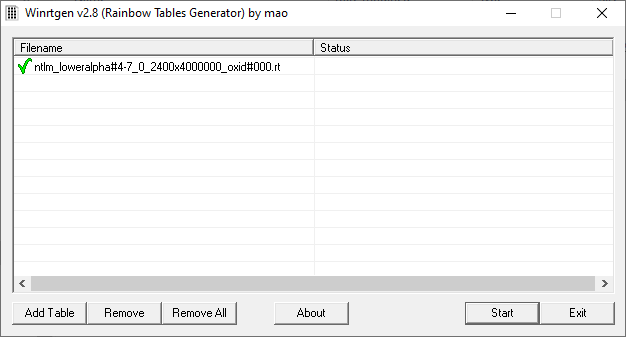 Winrtgen v2.8 (Rainbow Tables Generator) by mao
Filename Status
ntlm_loweralpha#4-7_0_2400x4000000_oxid#000.rt
Add Table Remove Remove All About Start Exit